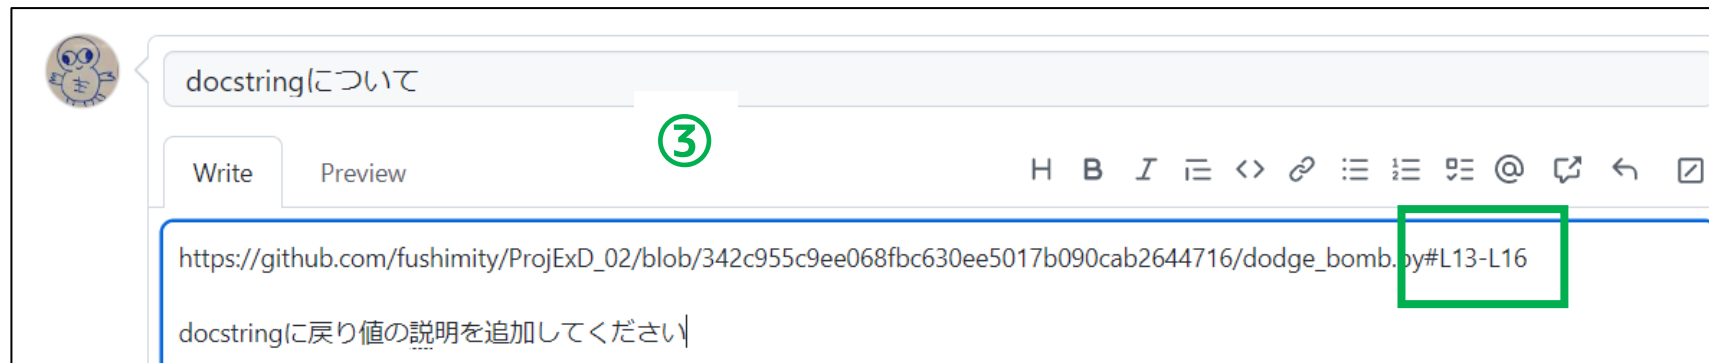 docstringについて
③
Write Preview
https://github.com/fushimity/ProjExD_02/blob/342c955c9ee068fbc630ee5017b090cab2644716/dodge_bomb.py#L13-L16
docstringに戻り値の説明を追加してください